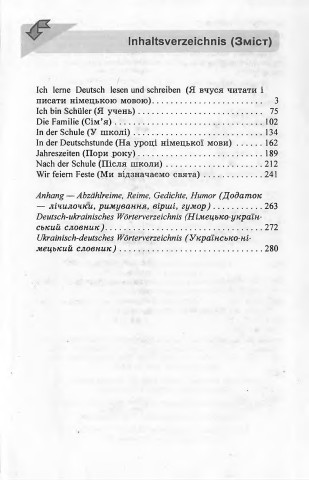 Inhaltsverzeichnis (Зміст)
Ich lerne Deutsch lesen und schreiben (Я вчуся читати і
писати німецькою мовою)..................... 3
Ich bin Schüler (Я учень) ........................... 75
Die Familie (Сім'я) ............................... 102
In der Schule (У школі) ............................ 134
In der Deutschstunde (На уроці німецької мови) ...... 162
Jahreszeiten (Пори року) ........................... 189
Nach der Schule (Після школи) ..................... 212
Wir feiern Feste (Ми відзначаємо свята) ............. 241
Anhang — Abzählreime, Reime, Gedichte, Humor (Додаток
— лічилочки, римування, вірші, гумор) ........... 263
Deutsch-ukrainisches Wörterverzeichnis (Німецько-україн-
ський словник) ................................. 272
Ukrainisch-deutsches Wörterverzeichnis (Українсько-ні-
мецький словник) .............................. 280